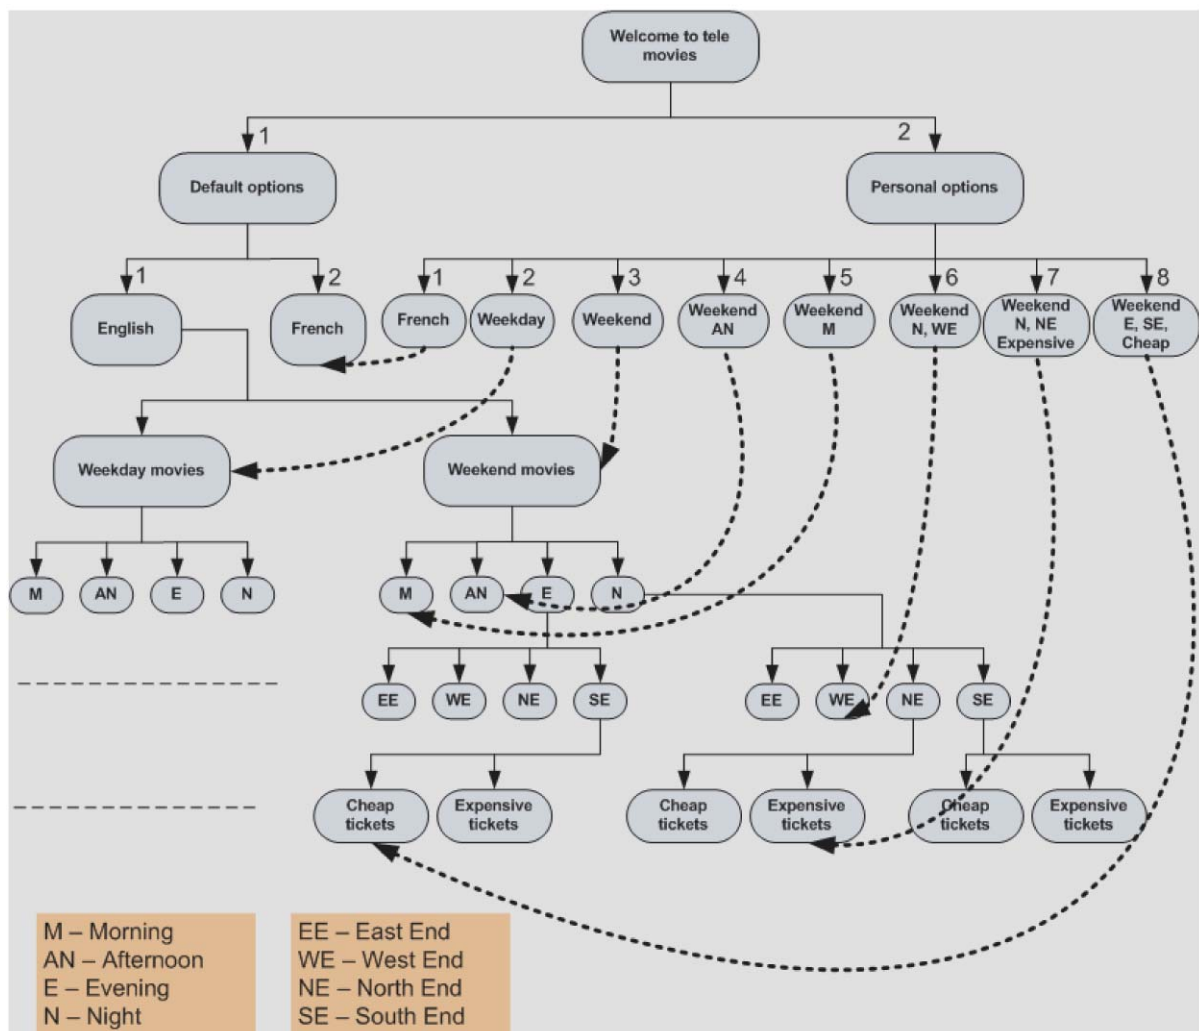 Welcome to tele
movies
1
2
Default options
Personal options
1
2
1
2
3
4
5
6
7
8
English
French
French
Weekday
Weekend
Weekend
AN
Weekend
M
Weekend
N, WE
Weekend
N, NE
Expensive
Weekend
E, SE,
Cheap
Weekday movies
Weekend movies
M
AN
E
N
M
AN
E
N
EE
WE
NE
SE
EE
WE
NE
SE
Cheap
tickets
Expensive
tickets
Cheap
tickets
Expensive
tickets
Cheap
tickets
Expensive
tickets
M – Morning
AN – Afternoon
E – Evening
N – Night
EE – East End
WE – West End
NE – North End
SE – South End